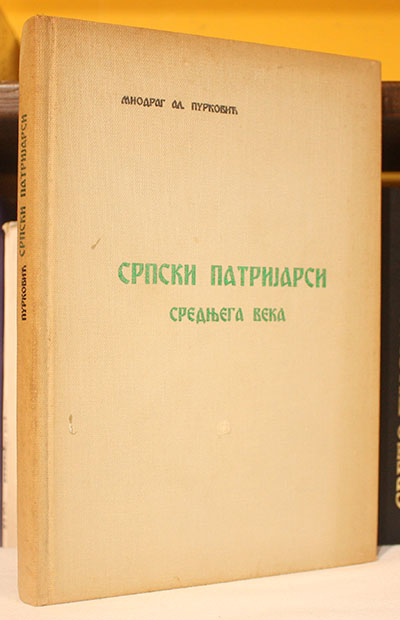 МИОДРАГ АЛ. ПУРКОВИЋ
СРПСКИ ПАТРИЈАРСИ
СРЕДЊЕГА ВЕКА
ПУРКОВИЋ СРПСКИ ПАТРИЈАРСИ